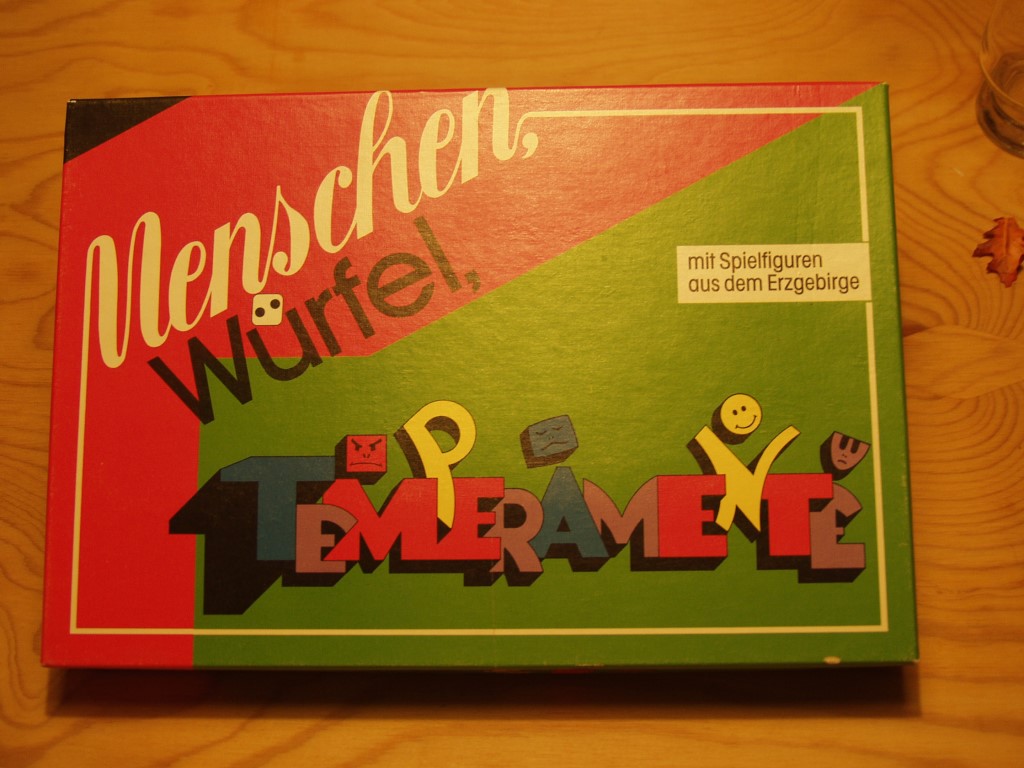 Menschen,
Würfel,
mit Spielfiguren
aus dem Erzgebirge
TEMPERAMENTE